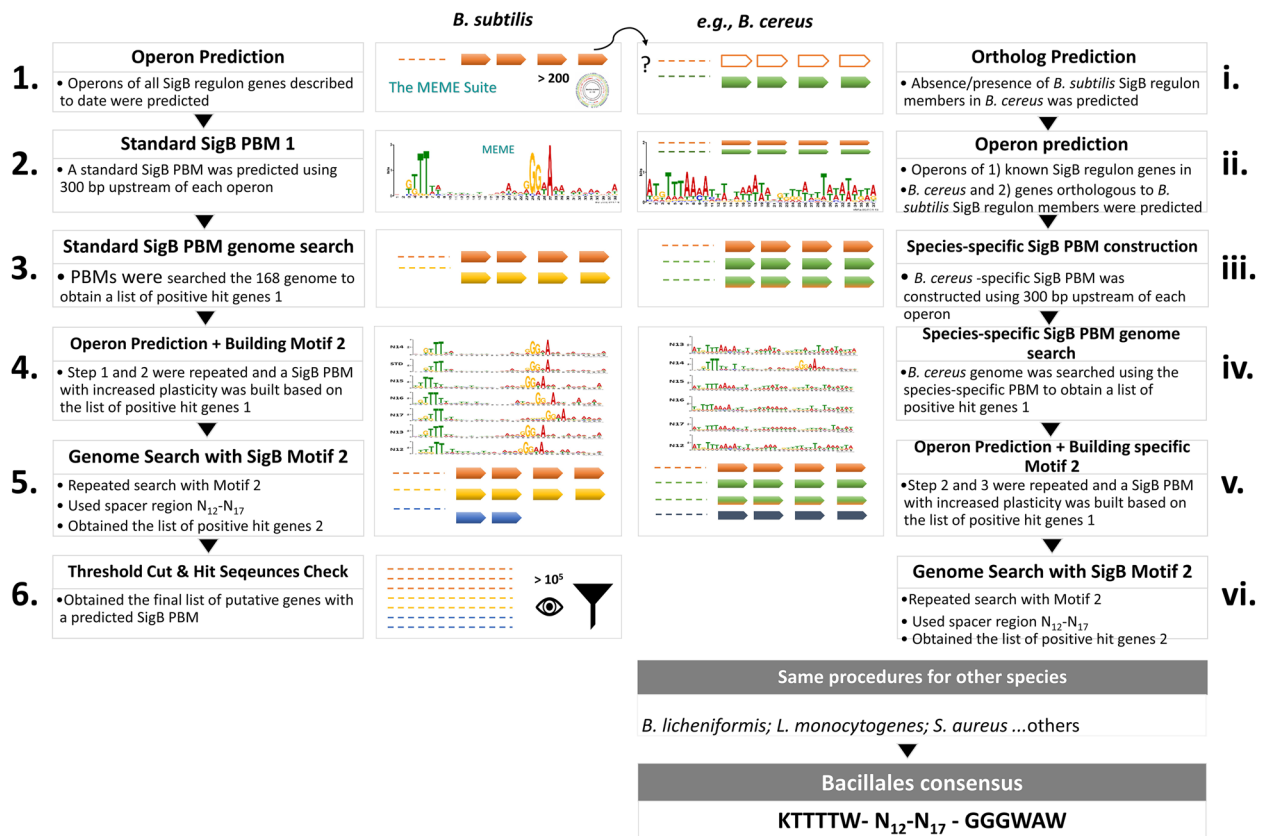 B. subtilis
e.g., B. cereus
1.
Operon Prediction
• Operons of all SigB regulon genes described
to date were predicted
The MEME Suite
> 200
?
Ortholog Prediction
• Absence/presence of B. subtilis SigB regulon
members in B. cereus was predicted
i.
2.
Standard SigB PBM 1
• A standard SigB PBM was predicted using
300 bp upstream of each operon
MEME
Operon prediction
• Operons of 1) known SigB regulon genes in
• B. cereus and 2) genes orthologous to B.
subtilis SigB regulon members were predicted
ii.
3.
Standard SigB PBM genome search
• PBMs were searched the 168 genome to
obtain a list of positive hit genes 1
Species-specific SigB PBM construction
• B. cereus -specific SigB PBM was
constructed using 300 bp upstream of each
operon
iii.
4.
Operon Prediction + Building Motif 2
• Step 1 and 2 were repeated and a SigB PBM
with increased plasticity was built based on
the list of positive hit genes 1
N14
STD
N15
N16
N17
N13
N12
N13
N14
N15
N16
N17
N12
Species-specific SigB PBM genome
search
• B. cereus genome was searched using the
species-specific PBM to obtain a list of
positive hit genes 1
iv.
5.
Genome Search with SigB Motif 2
• Repeated search with Motif 2
• Used spacer region N12-N17
• Obtained the list of positive hit genes 2
Operon Prediction + Building specific
Motif 2
• Step 2 and 3 were repeated and a SigB PBM
with increased plasticity was built based on
the list of positive hit genes 1
v.
6.
Threshold Cut & Hit Seqeunces Check
• Obtained the final list of putative genes with
a predicted SigB PBM
> 10⁵
Genome Search with SigB Motif 2
• Repeated search with Motif 2
• Used spacer region N12-N17
• Obtained the list of positive hit genes 2
vi.
Same procedures for other species
B. licheniformis; L. monocytogenes; S. aureus ...others
Bacillales consensus
KTTTTW- N12-N17 - GGGWAW